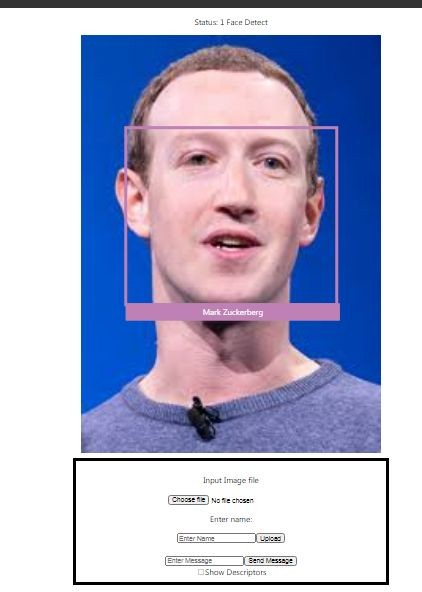 Status: 1 Face Detect
Mark Zuckerberg
Input Image file
Choose file No file chosen
Enter name:
Enter Name Upload
Enter Message Send Message
Show Descriptors